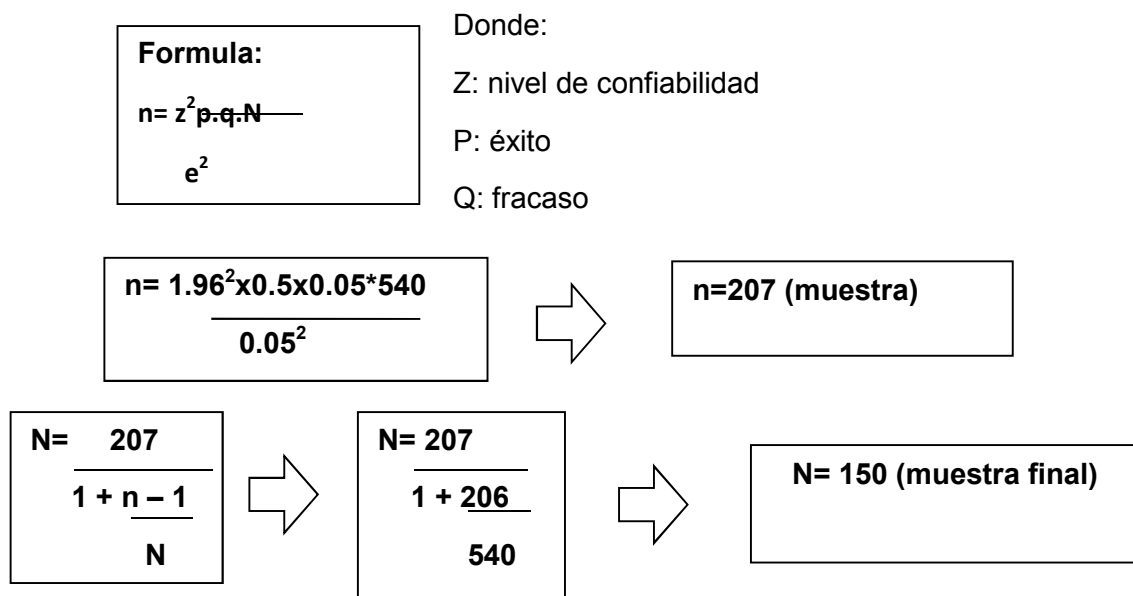 Formula:
n= z²p.q.N
e²
Donde:
Z: nivel de confiabilidad
P: éxito
Q: fracaso
n= 1.96²x0.5x0.05*540
0.05²
n=207 (muestra)
N= 207
1 + n – 1
N
N= 207
1 + 206
540
N= 150 (muestra final)